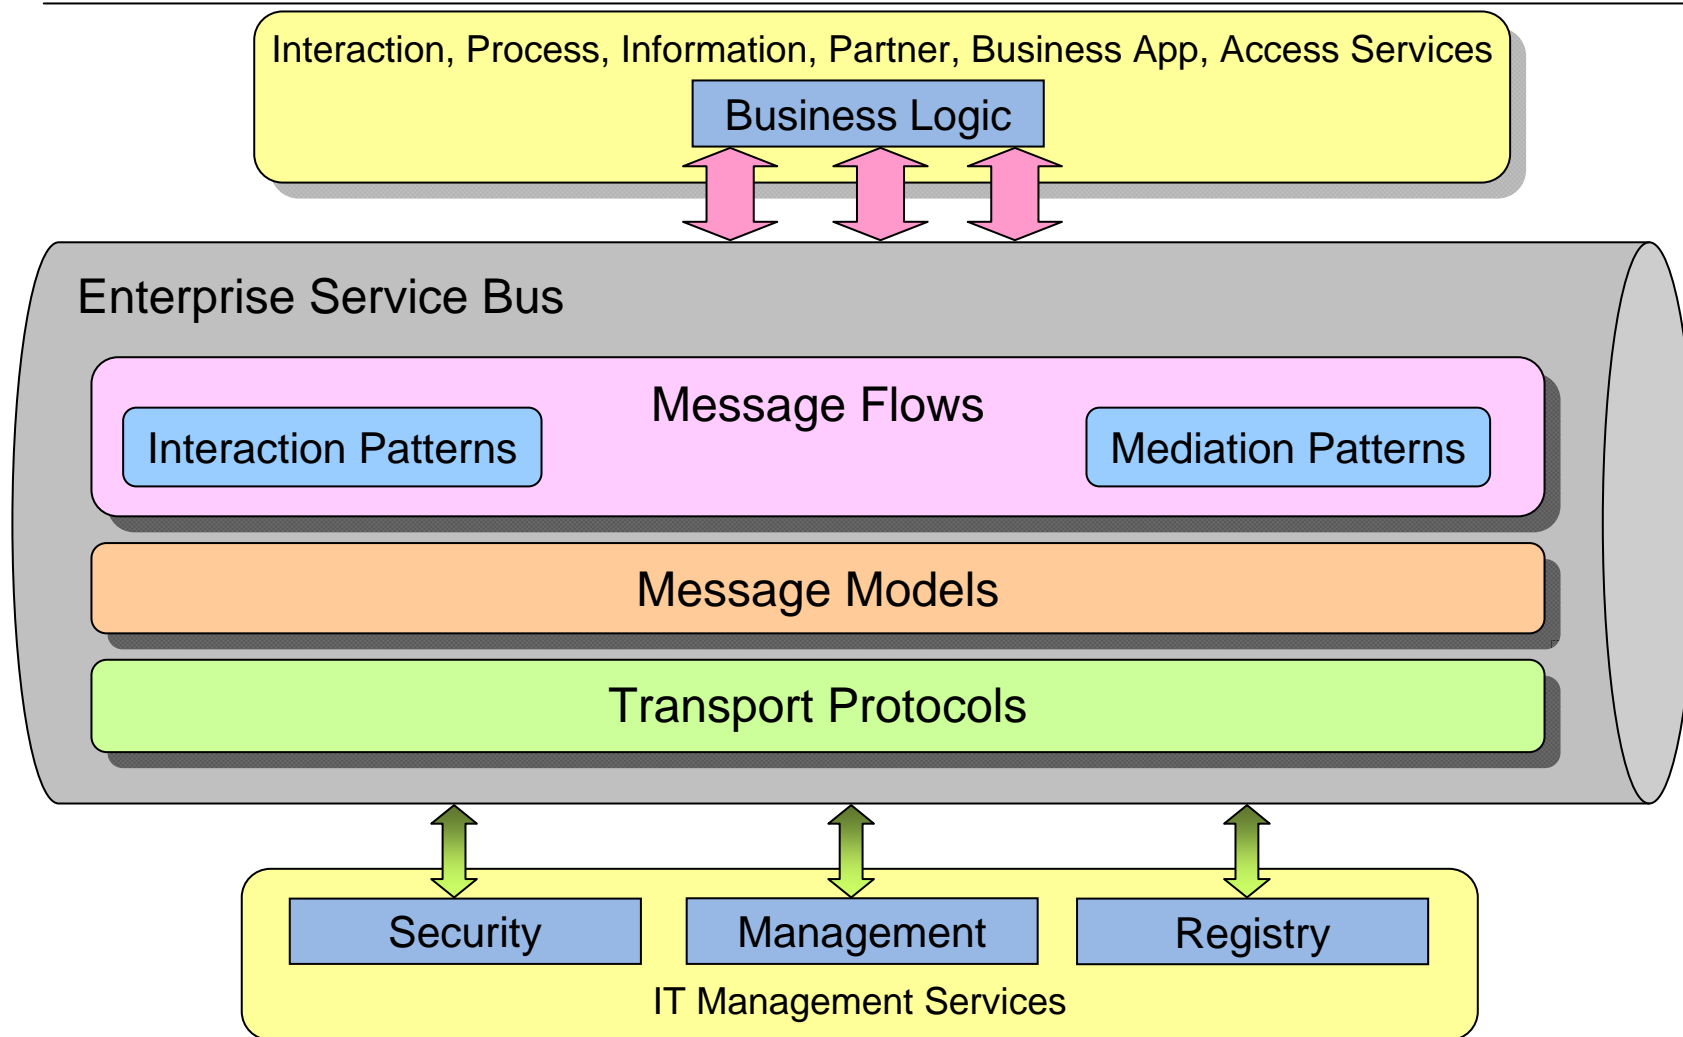 Interaction, Process, Information, Partner, Business App, Access Services
Business Logic
Enterprise Service Bus
Message Flows
Interaction Patterns
Mediation Patterns
Message Models
Transport Protocols
Security
Management
Registry
IT Management Services